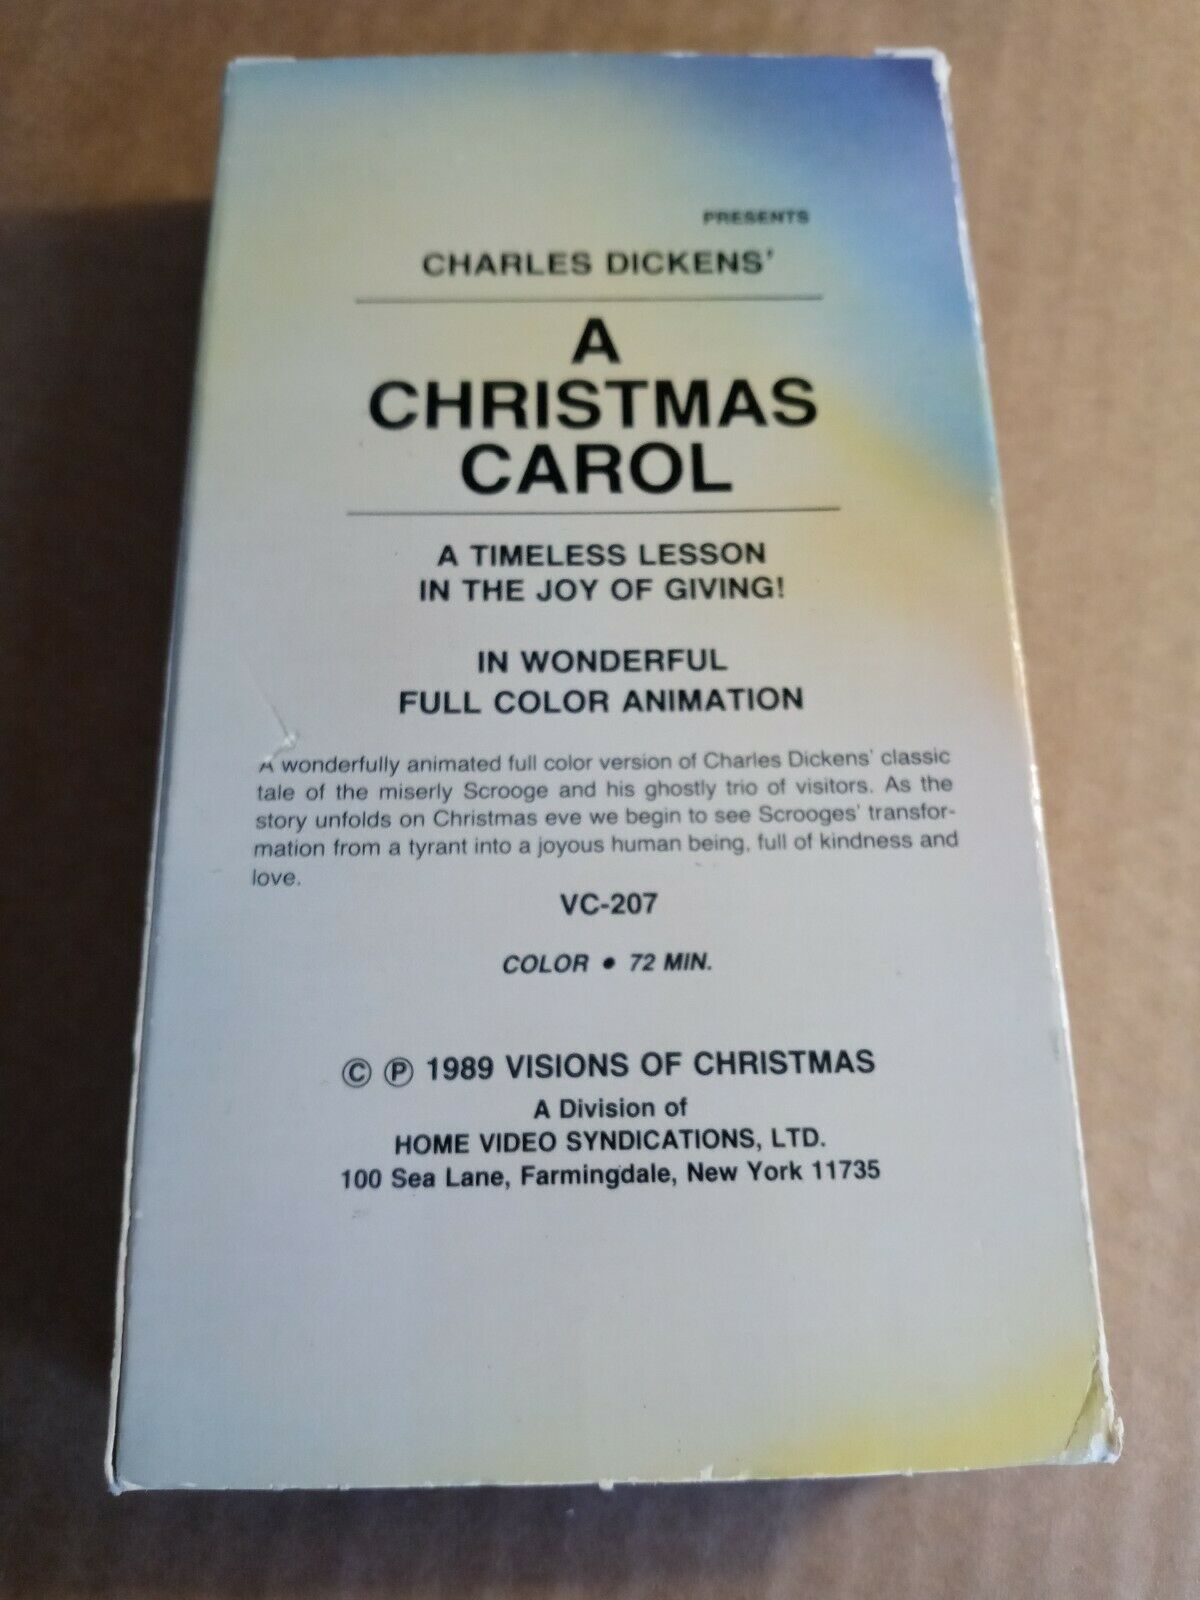 PRESENTS
CHARLES DICKENS'
A
CHRISTMAS
CAROL
A TIMELESS LESSON
IN THE JOY OF GIVING!
IN WONDERFUL
FULL COLOR ANIMATION
A wonderfully animated full color version of Charles Dickens' classic
tale of the miserly Scrooge and his ghostly trio of visitors. As the
story unfolds on Christmas eve we begin to see Scrooges' transfor-
mation from a tyrant into a joyous human being, full of kindness and
love.
VC-207
COLOR • 72 MIN.
© ℗ 1989 VISIONS OF CHRISTMAS
A Division of
HOME VIDEO SYNDICATIONS, LTD.
100 Sea Lane, Farmingdale, New York 11735